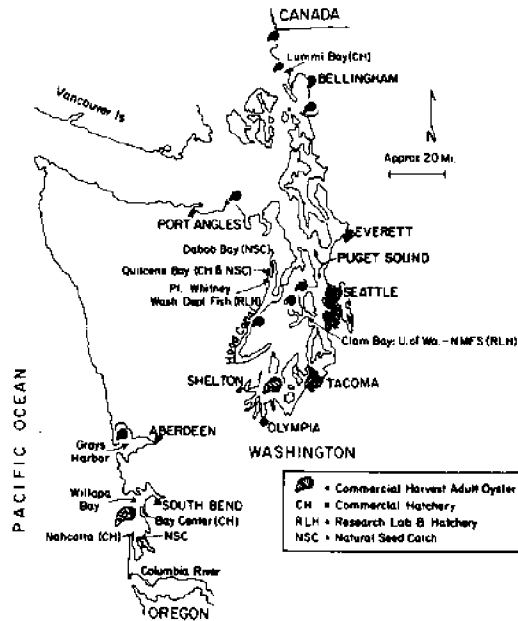 CANADA
Lummi Bay (CH)
BELLINGHAM
Vancouver Is
N
Approx 20 Mi.
PORT ANGELES
EVERETT
Dabob Bay (NSC)
PUGET SOUND
Quilcene Bay (CH & NSC)
Pt. Whitney
Wash Dept Fish (RLH)
SEATTLE
Hood Canal
Clam Bay: U. of Wa. - NMFS (RLH)
SHELTON
TACOMA
OLYMPIA
WASHINGTON
PACIFIC OCEAN
ABERDEEN
Grays
Harbor
Willapa
Bay
SOUTH BEND
Bay Center (CH)
Nahcotta (CH)
NSC
Columbia River
OREGON
= Commercial Harvest Adult Oyster
CH = Commercial Hatchery
RLH = Research Lab & Hatchery
NSC = Natural Seed Catch